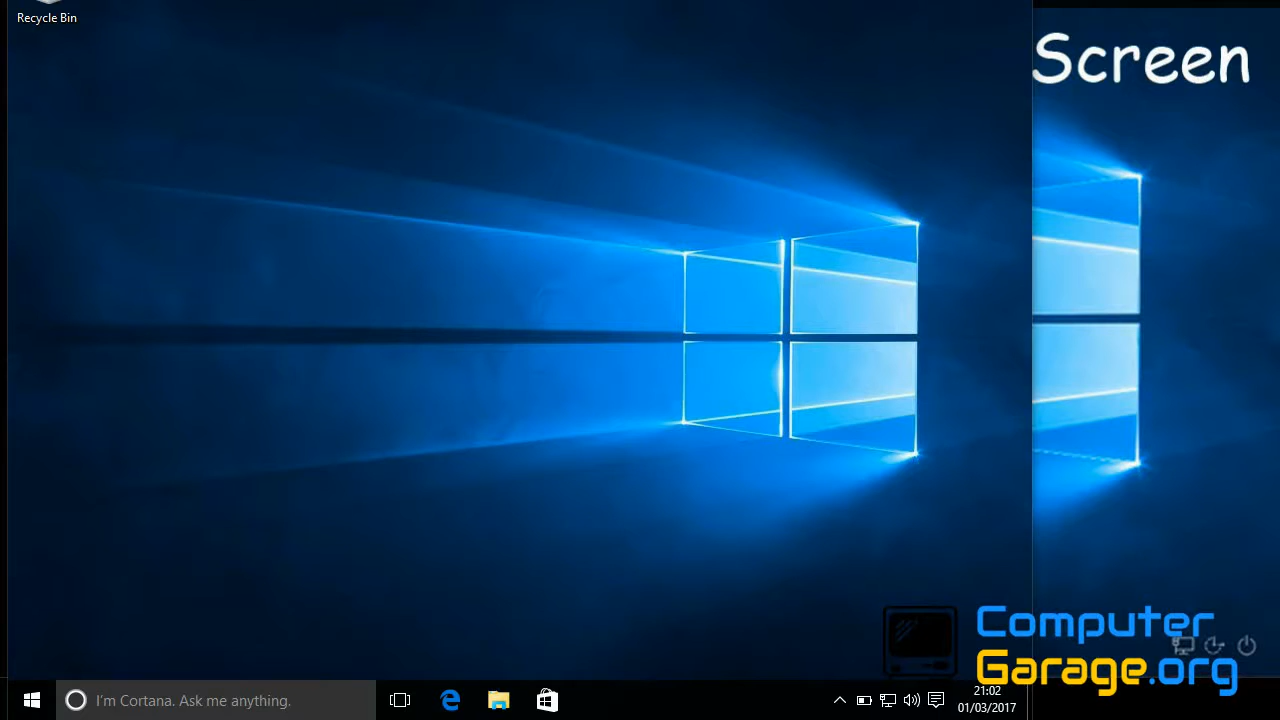 Recycle Bin
Screen
Computer
Garage.org
I'm Cortana. Ask me anything.
21:02
01/03/2017